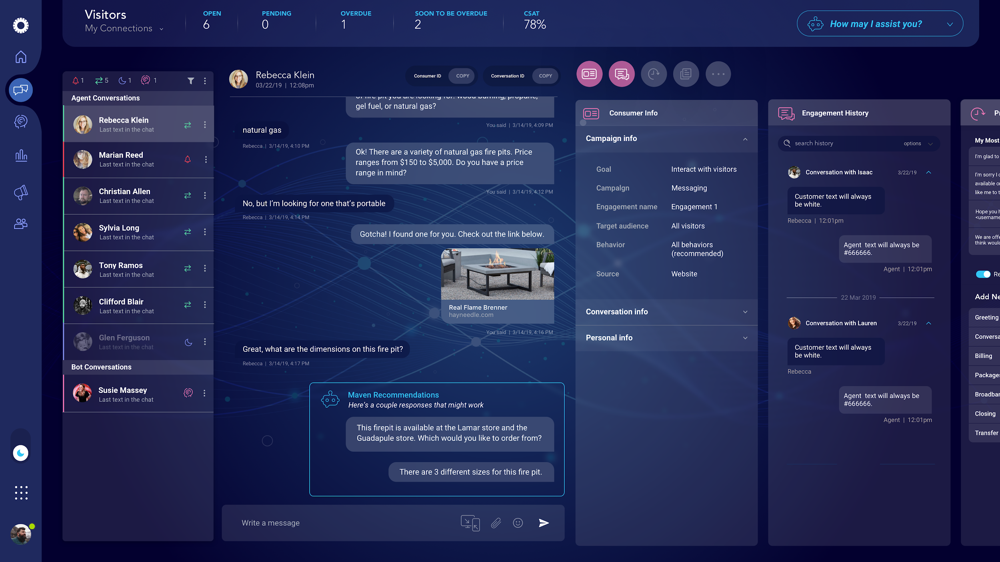 Visitors
My Connections
OPEN
6
PENDING
0
OVERDUE
1
SOON TO BE OVERDUE
2
CSAT
78%
How may I assist you?
1 5 1 1
Agent Conversations
Rebecca Klein
Last text in the chat
Marian Reed
Last text in the chat
Christian Allen
Last text in the chat
Sylvia Long
Last text in the chat
Tony Ramos
Last text in the chat
Clifford Blair
Last text in the chat
Glen Ferguson
Last text in the chat
Bot Conversations
Susie Massey
Last text in the chat
Rebecca Klein
03/22/19 | 12:08pm
Consumer ID COPY
Conversation ID COPY
of fire pit you are looking for? wood burning, propane,
gel fuel, or natural gas?
You said | 3/14/19, 4:09 PM
natural gas
Rebecca | 3/14/19, 4:10 PM
Ok! There are a variety of natural gas fire pits. Price
ranges from $150 to $5,000. Do you have a price
range in mind?
You said | 3/14/19, 4:12 PM
No, but I’m looking for one that’s portable
Rebecca | 3/14/19, 4:14 PM
Gotcha! I found one for you. Check out the link below.
Real Flame Brenner
hayneedle.com
You said | 3/14/19, 4:16 PM
Great, what are the dimensions on this fire pit?
Rebecca | 3/14/19, 4:17 PM
Maven Recommendations
Here’s a couple responses that might work
This firepit is available at the Lamar store and the
Guadapule store. Which would you like to order from?
There are 3 different sizes for this fire pit.
Write a message
Consumer Info
Campaign info
Goal Interact with visitors
Campalgn Messaging
Engagement name Engagement 1
Target audience All visitors
Behavior All behaviors
(recommended)
Source Website
Conversation info
Personal info
Engagement History
search history options
Conversation with Isaac 3/22/19
Customer text will always
be white.
Rebecca | 12:01pm
Agent text will always be
#666666.
Agent | 12:01pm
22 Mar 2019
Conversation with Lauren 3/22/19
Customer text will always
be white.
Rebecca
Agent text will always be
#666666.
Agent | 12:01pm
My Most
I’m glad to
I’m sorry I
available
like me to
Hope you
<username
We are
think
Add
Greeting
Billing
Packages
Closing
Transfer